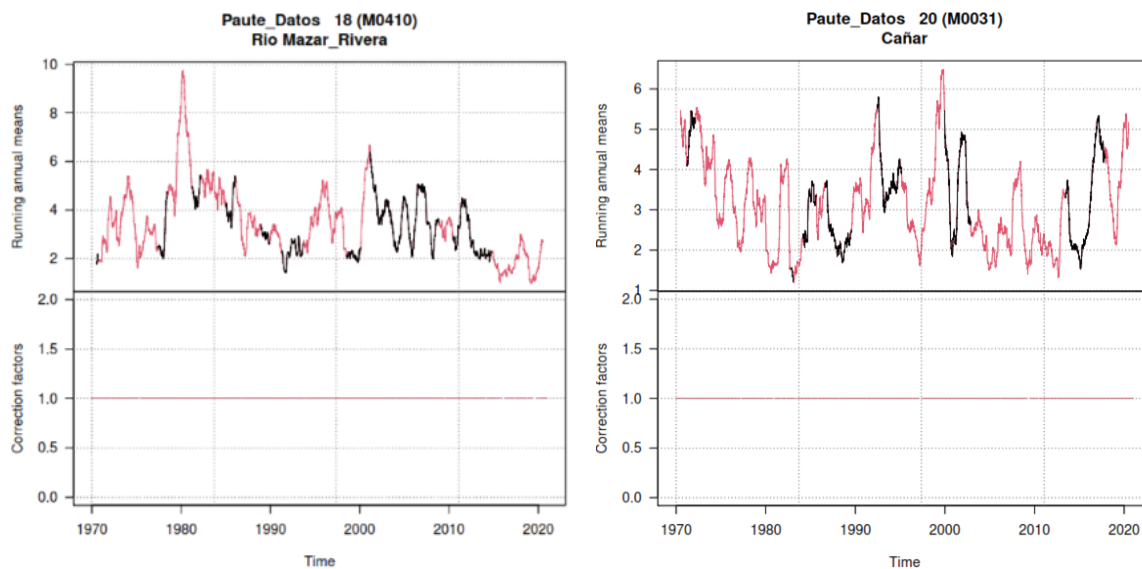 Paute_Datos 18 (M0410)
Rio Mazar_Rivera
Running annual means
10
8
6
4
2
Correction factors
2.0
1.5
1.0
0.5
0.0
1970 1980 1990 2000 2010 2020
Time
Paute_Datos 20 (M0031)
Cañar
Running annual means
6
5
4
3
2
1
Correction factors
2.0
1.5
1.0
0.5
0.0
1970 1980 1990 2000 2010 2020
Time